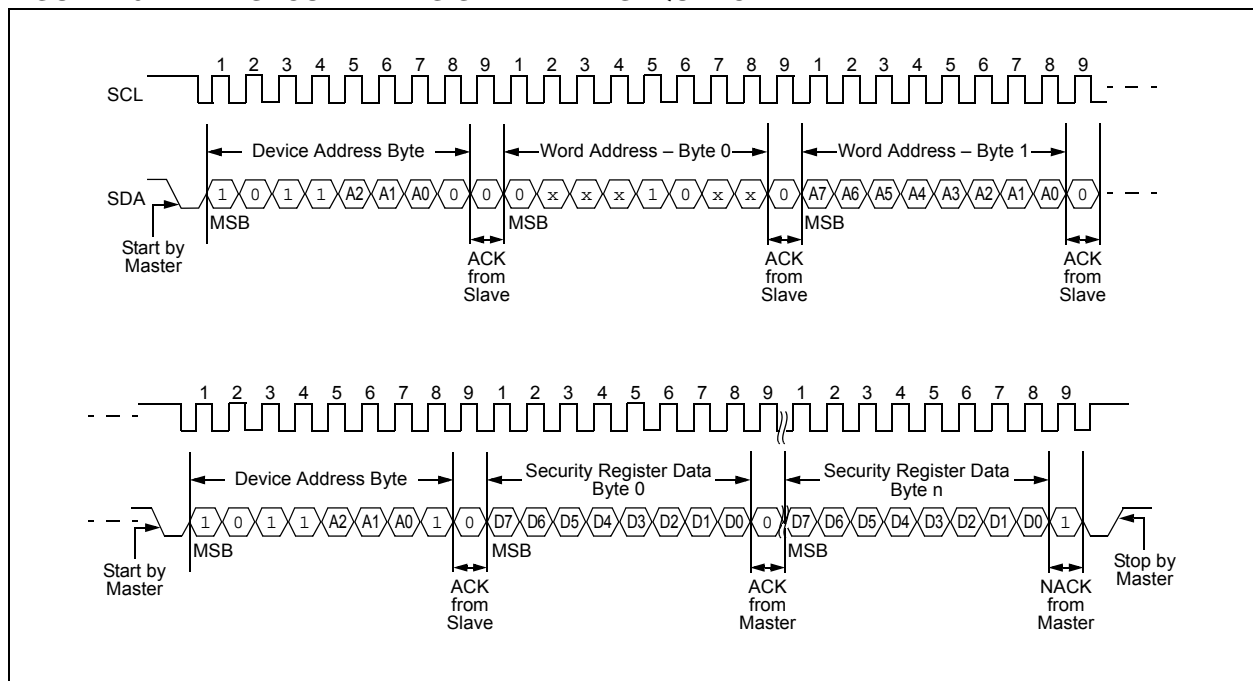 1 2 3 4 5 6 7 8 9 1 2 3 4 5 6 7 8 9 1 2 3 4 5 6 7 8 9
SCL
Device Address Byte
Word Address – Byte 0
Word Address – Byte 1
SDA
1 0 1 1 A2 A1 A0 0 0 0 x x x 1 0 x x 0 A7 A6 A5 A4 A3 A2 A1 A0 0
MSB
MSB
MSB
Start by
Master
ACK
from
Slave
ACK
from
Slave
ACK
from
Slave
1 2 3 4 5 6 7 8 9 1 2 3 4 5 6 7 8 9 1 2 3 4 5 6 7 8 9
Device Address Byte
Security Register Data
Byte 0
Security Register Data
Byte n
1 0 1 1 A2 A1 A0 1 0 D7 D6 D5 D4 D3 D2 D1 D0 0 D7 D6 D5 D4 D3 D2 D1 D0 1
MSB
MSB
MSB
Start by
Master
ACK
from
Slave
ACK
from
Master
NACK
from
Master
Stop by
Master